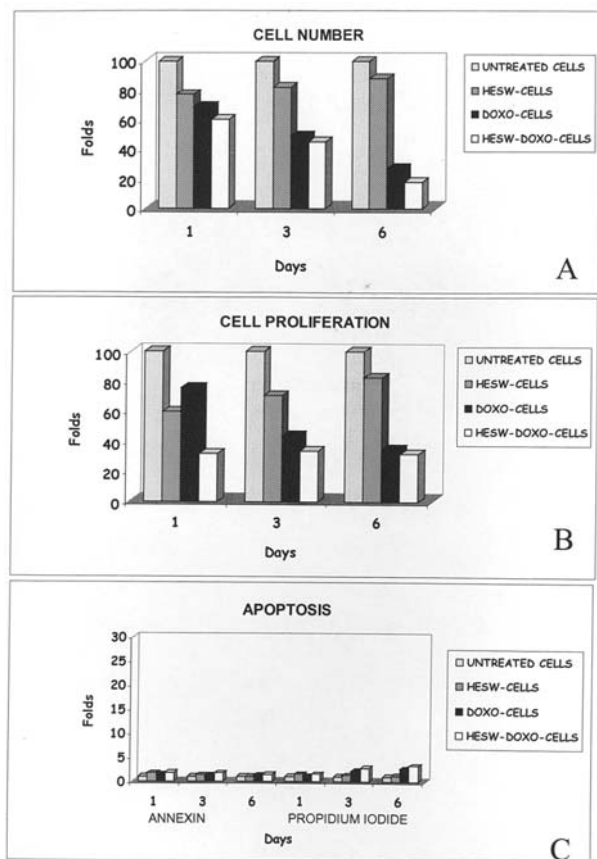 CELL NUMBER
100
80
60
40
20
0
Folds
1 3 6
Days
UNTREATED CELLS
HESW-CELLS
DOXO-CELLS
HESW-DOXO-CELLS
A
CELL PROLIFERATION
100
80
60
40
20
0
Folds
1 3 6
Days
UNTREATED CELLS
HESW-CELLS
DOXO-CELLS
HESW-DOXO-CELLS
B
APOPTOSIS
30
25
20
15
10
5
0
Folds
1 3 6 1 3 6
ANNEXIN PROPIDIUM IODIDE
Days
UNTREATED CELLS
HESW-CELLS
DOXO-CELLS
HESW-DOXO-CELLS
C